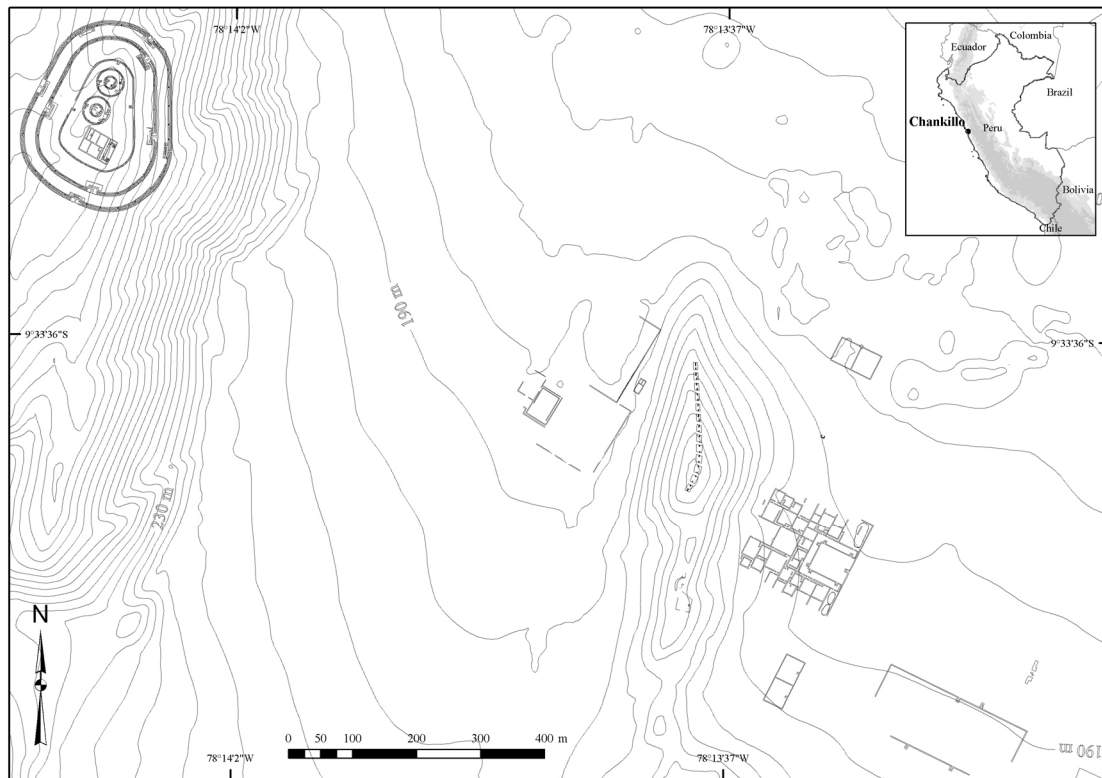 78°14'2"W
78°13'37"W
Colombia
Ecuador
Brazil
Chankillo
Peru
Bolivia
Chile
190 m
9°33'36"S
9°33'36"S
230 m
N
0 50 100 200 300 400 m
190 m
78°14'2"W
78°13'37"W